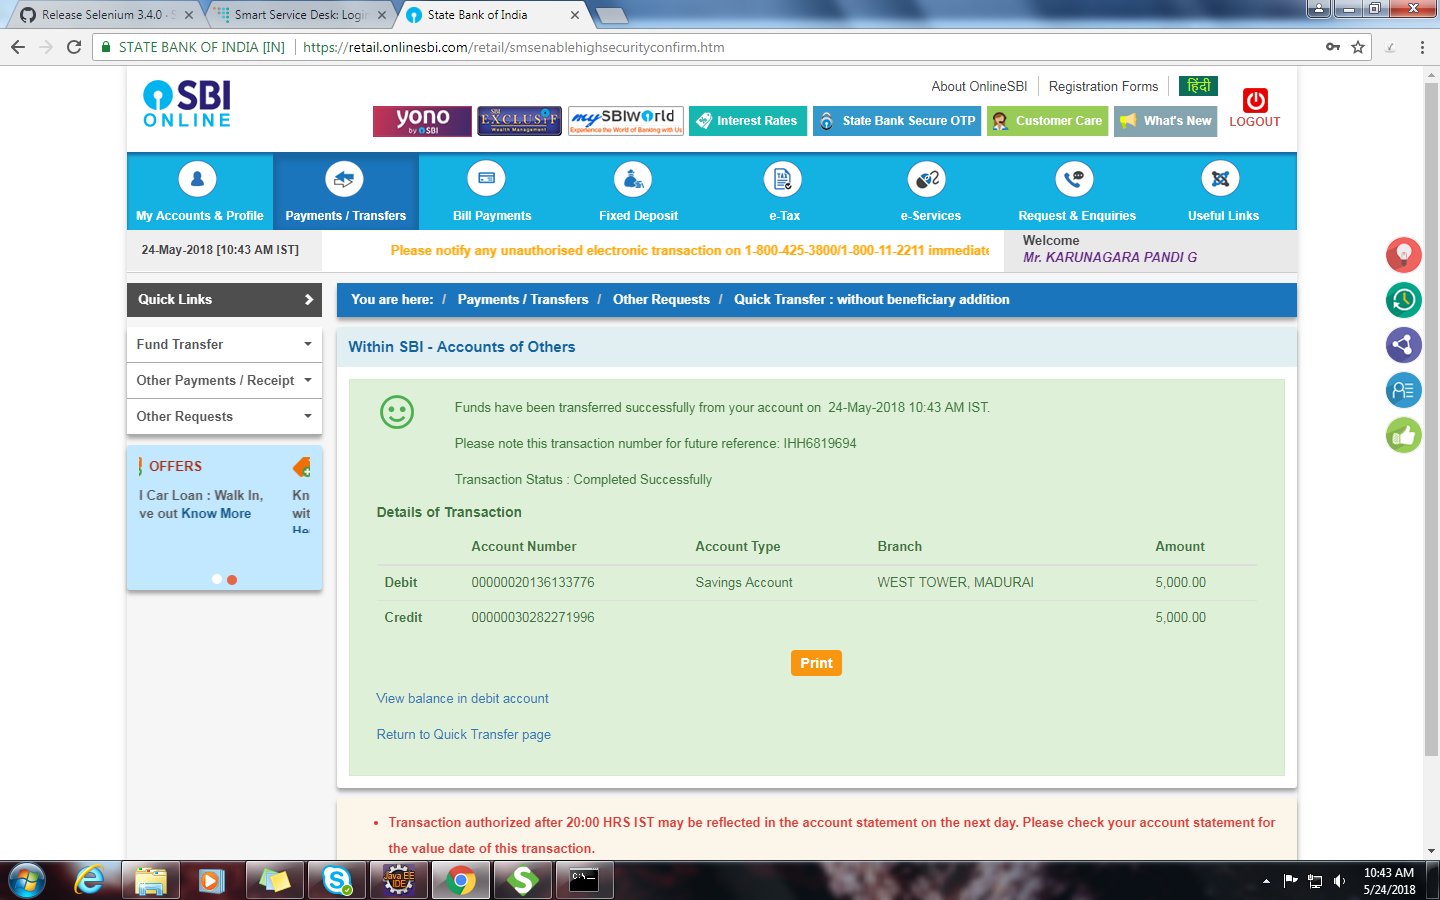 Release Selenium 3.4.0 · S
Smart Service Desk: Login
State Bank of India
STATE BANK OF INDIA [IN] https://retail.onlinesbi.com/retail/smsenablehighsecurityconfirm.htm
SBI
ONLINE
About OnlineSBI Registration Forms हिंदी
LOGOUT
yono
by SBI
SBI
EXCLUSIF
Wealth Management
mySBIworld
Experience the World of Banking with Us
Interest Rates
State Bank Secure OTP
Customer Care
What's New
My Accounts & Profile
Payments / Transfers
Bill Payments
Fixed Deposit
TAX
e-Tax
e-Services
Request & Enquiries
Useful Links
24-May-2018 [10:43 AM IST]
Please notify any unauthorised electronic transaction on 1-800-425-3800/1-800-11-2211 immediate
Welcome
Mr. KARUNAGARA PANDI G
Quick Links
You are here: / Payments / Transfers / Other Requests / Quick Transfer : without beneficiary addition
Fund Transfer
Other Payments / Receipt
Other Requests
OFFERS
l Car Loan : Walk In,
ve out Know More
Kn
wit
He
Within SBI - Accounts of Others
Funds have been transferred successfully from your account on 24-May-2018 10:43 AM IST.
Please note this transaction number for future reference: IHH6819694
Transaction Status : Completed Successfully
Details of Transaction
Account Number Account Type Branch Amount
Debit 00000020136133776 Savings Account WEST TOWER, MADURAI 5,000.00
Credit 00000030282271996 5,000.00
Print
View balance in debit account
Return to Quick Transfer page
• Transaction authorized after 20:00 HRS IST may be reflected in the account statement on the next day. Please check your account statement for
the value date of this transaction.
Java EE
IDE
C:\
10:43 AM
5/24/2018